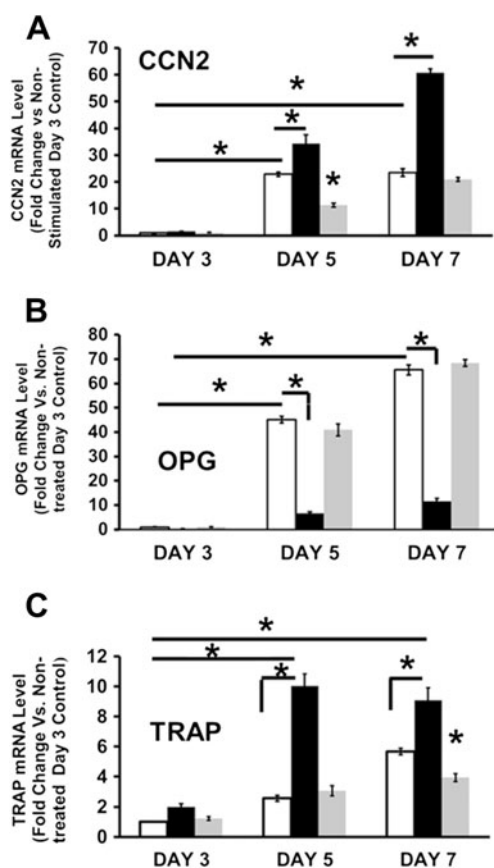 A
CCN2
CCN2 mRNA Level
(Fold Change vs Non-
Stimulated Day 3 Control)
70
60
50
40
30
20
10
0
*
*
*
*
*
DAY 3 DAY 5 DAY 7
B
OPG
OPG mRNA Level
(Fold Change Vs. Non-
treated Day 3 Control)
80
70
60
50
40
30
20
10
0
*
*
*
*
DAY 3 DAY 5 DAY 7
C
TRAP
TRAP mRNA Level
(Fold Change Vs. Non-
treated Day 3 Control)
12
10
8
6
4
2
0
*
*
*
*
*
DAY 3 DAY 5 DAY 7